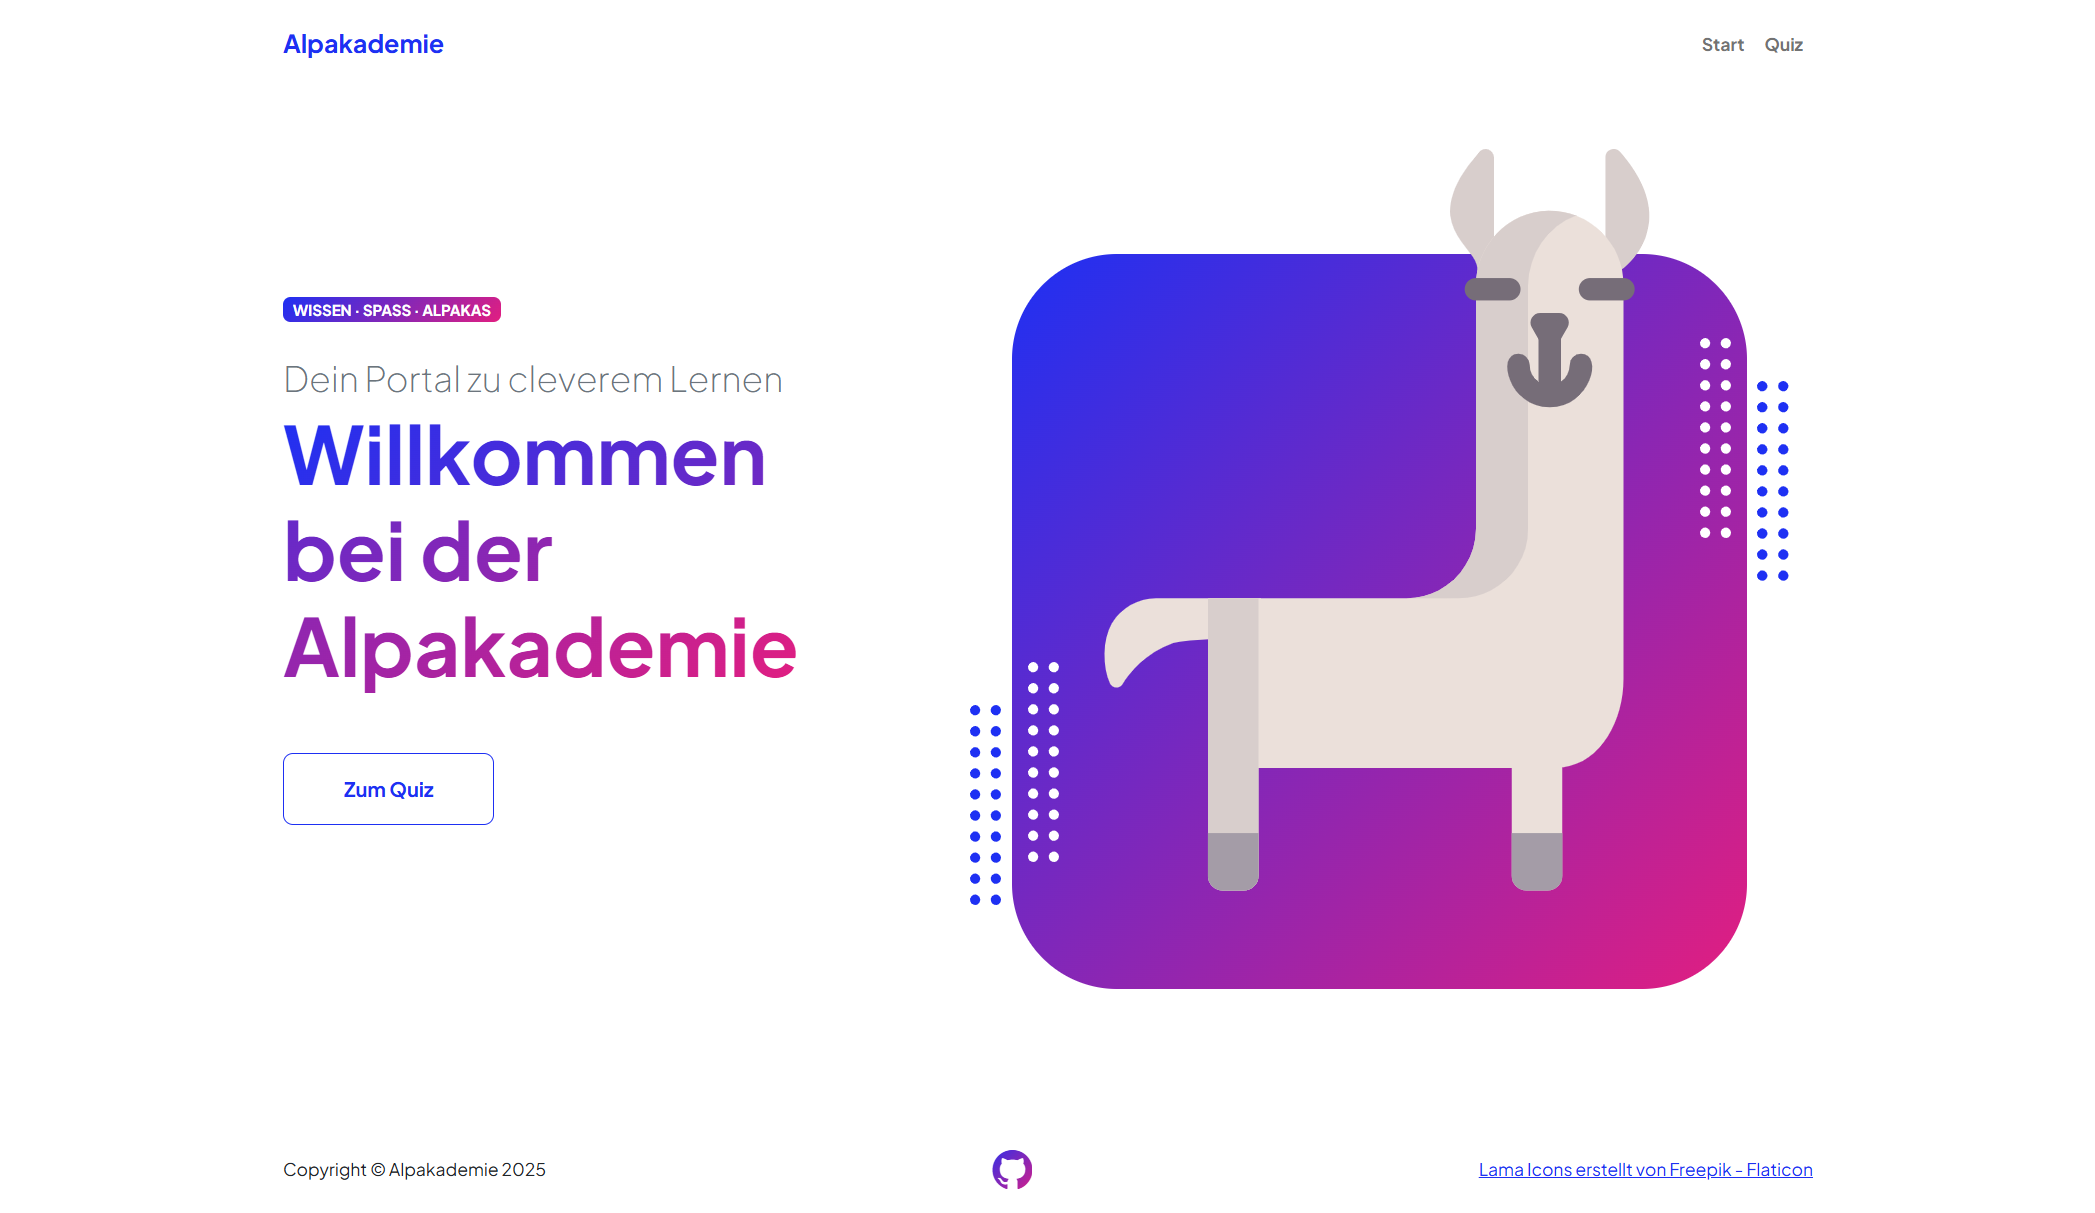 Alpakademie
Start Quiz
WISSEN · SPASS · ALPAKAS
Dein Portal zu cleverem Lernen
Willkommen
bei der
Alpakademie
Zum Quiz
Copyright © Alpakademie 2025
Lama Icons erstellt von Freepik - Flaticon